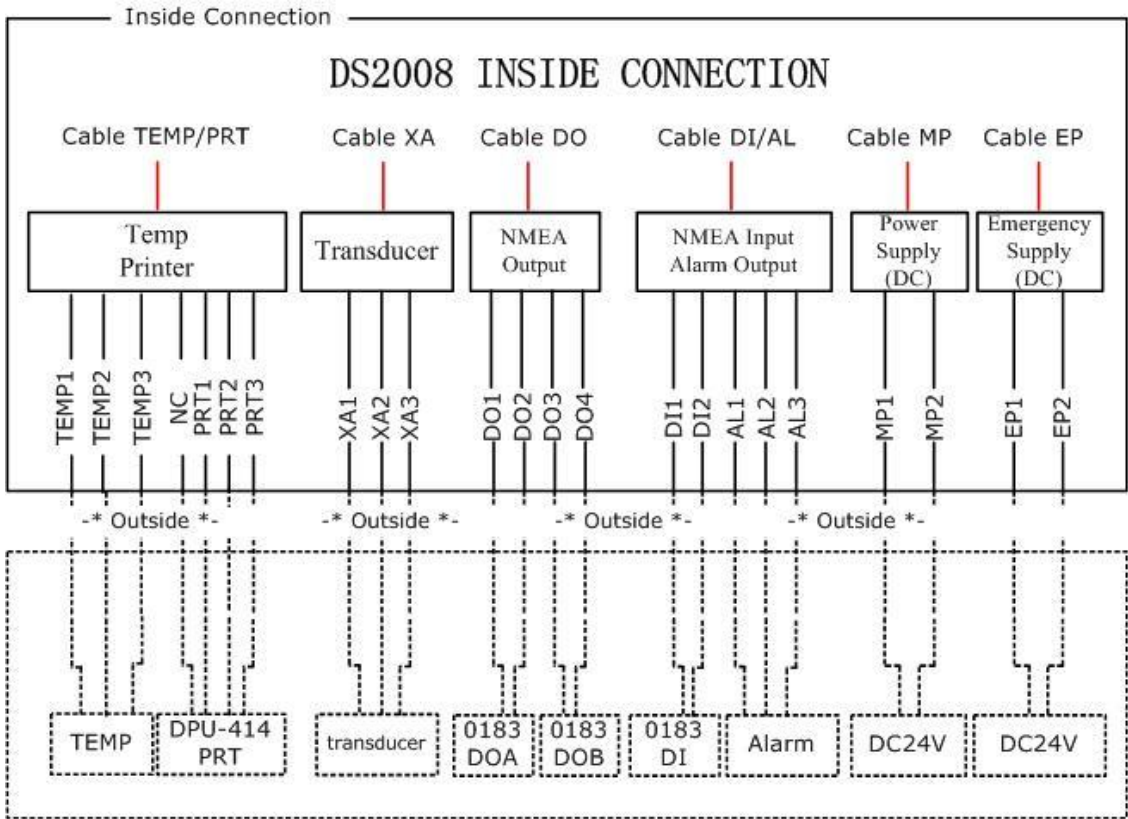 Inside Connection
DS2008 INSIDE CONNECTION
Cable TEMP/PRT
Cable XA
Cable DO
Cable DI/AL
Cable MP
Cable EP
Temp
Printer
Transducer
NMEA
Output
NMEA Input
Alarm Output
Power
Supply
(DC)
Emergency
Supply
(DC)
TEMP1
TEMP2
TEMP3
NC
PRT1
PRT2
PRT3
XA1
XA2
XA3
DO1
DO2
DO3
DO4
DI1
DI2
AL1
AL2
AL3
MP1
MP2
EP1
EP2
-* Outside *-
-* Outside *-
-* Outside *-
-* Outside *-
TEMP
DPU-414
PRT
transducer
0183
DOA
0183
DOB
0183
DI
Alarm
DC24V
DC24V